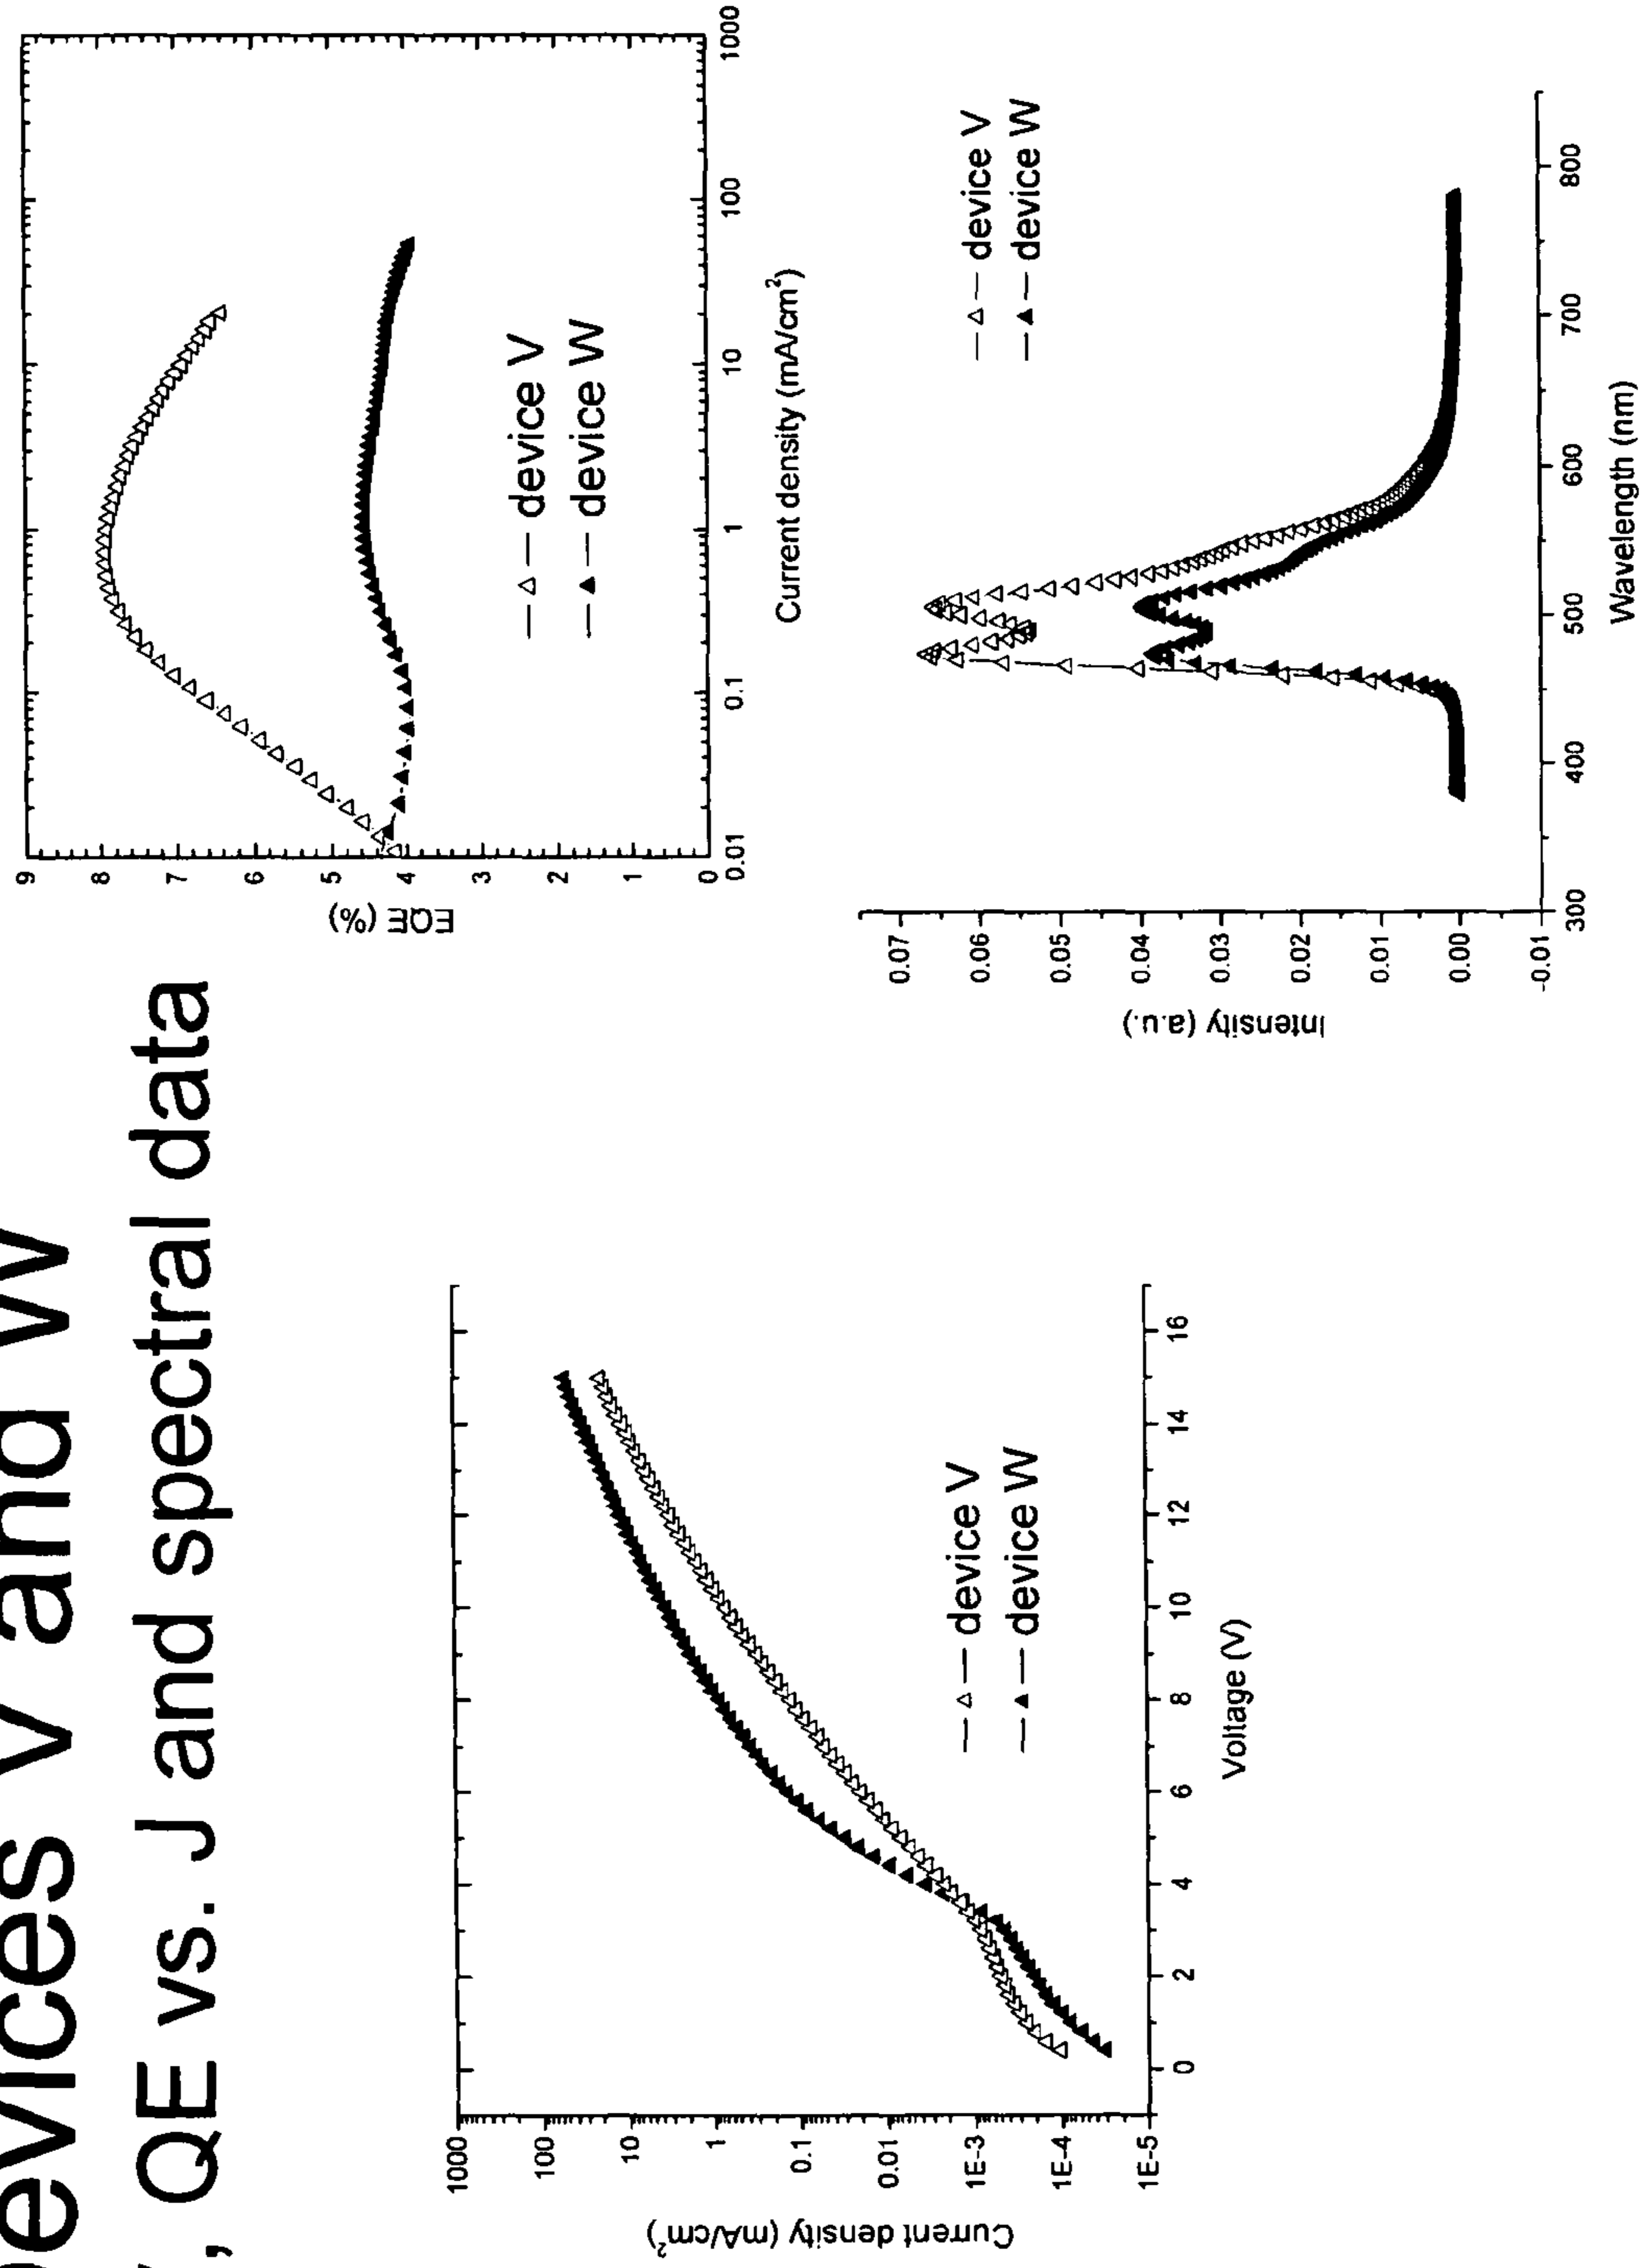 Devices V and W
, QE vs. J and spectral data
Current density (mA/cm²)
1000
100
10
1
0.1
0.01
1E-3
1E-4
1E-5
0
2
4
6
8
10
12
14
16
Voltage (V)
device V
device W
EQE (%)
9
8
7
6
5
4
3
2
1
0
0.01
0.1
1
10
100
1000
Current density (mA/cm²)
device V
device W
Intensity (a.u.)
0.07
0.06
0.05
0.04
0.03
0.02
0.01
0.00
-0.01
300
400
500
600
700
800
Wavelength (nm)
device V
device W